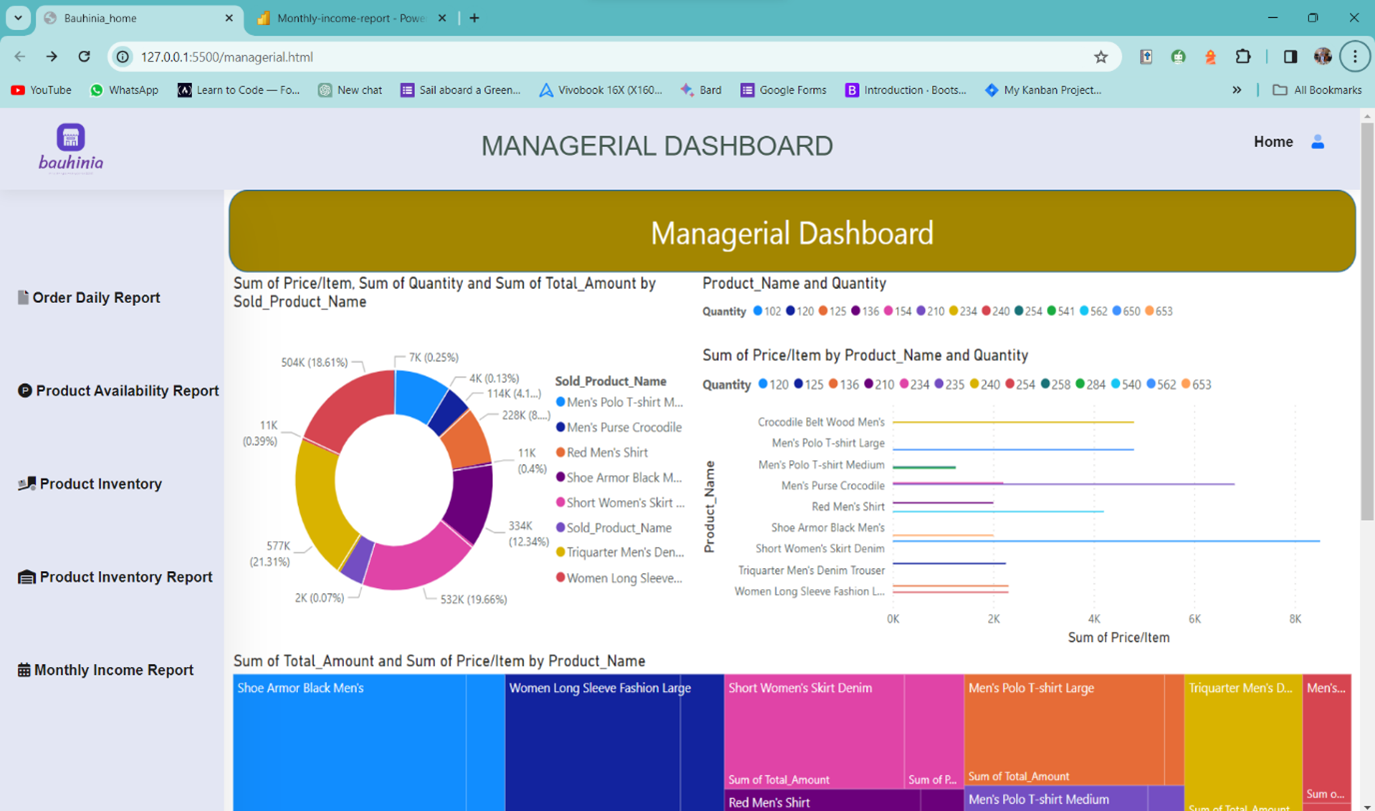 Bauhinia_home
Monthly-income-report - Powe
127.0.0.1:5500/managerial.html
YouTube
WhatsApp
Learn to Code — Fo...
New chat
Sail aboard a Green...
Vivobook 16X (X160...
Bard
Google Forms
Introduction · Boots...
My Kanban Project...
All Bookmarks
bauhinia
MANAGERIAL DASHBOARD
Home
Order Daily Report
Product Availability Report
Product Inventory
Product Inventory Report
Monthly Income Report
Managerial Dashboard
Sum of Price/Item, Sum of Quantity and Sum of Total_Amount by
Sold_Product_Name
504K (18.61%)
7K (0.25%)
4K (0.13%)
114K (4.1...)
228K (8....)
11K
(0.4%)
334K
(12.34%)
532K (19.66%)
2K (0.07%)
577K
(21.31%)
11K
(0.39%)
Sold_Product_Name
Men's Polo T-shirt M...
Men's Purse Crocodile
Red Men's Shirt
Shoe Armor Black M...
Short Women's Skirt ...
Sold_Product_Name
Triquarter Men's Den...
Women Long Sleeve...
Product_Name and Quantity
Quantity 102 120 125 136 154 210 234 240 254 541 562 650 653
Sum of Price/Item by Product_Name and Quantity
Quantity 120 125 136 210 234 235 240 254 258 284 540 562 653
Product_Name
Crocodile Belt Wood Men's
Men's Polo T-shirt Large
Men's Polo T-shirt Medium
Men's Purse Crocodile
Red Men's Shirt
Shoe Armor Black Men's
Short Women's Skirt Denim
Triquarter Men's Denim Trouser
Women Long Sleeve Fashion L...
0K 2K 4K 6K 8K
Sum of Price/Item
Sum of Total_Amount and Sum of Price/Item by Product_Name
Shoe Armor Black Men's
Women Long Sleeve Fashion Large
Short Women's Skirt Denim
Sum of Total_Amount
Sum of P...
Red Men's Shirt
Men's Polo T-shirt Large
Sum of Total_Amount
Men's Polo T-shirt Medium
Triquarter Men's D...
Sum of Total_Amount
Men's...
Sum o...